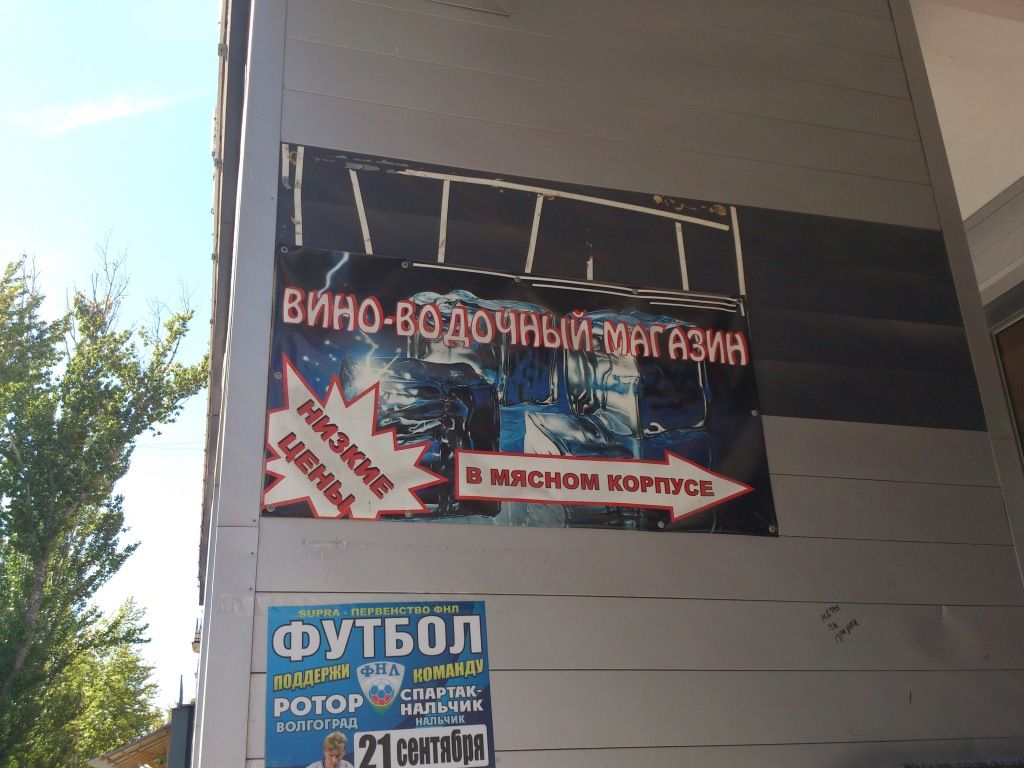 ВИНО-ВОДОЧНЫЙ МАГАЗИН
НИЗКИЕ
ЦЕНЫ
В МЯСНОМ КОРПУСЕ
SUPRA - ПЕРВЕНСТВО ФНЛ
ФУТБОЛ
ПОДДЕРЖИ ФНЛ КОМАНДУ
РОТОР
ВОЛГОГРАД
СПАРТАК-
НАЛЬЧИК
НАЛЬЧИК
21 сентября